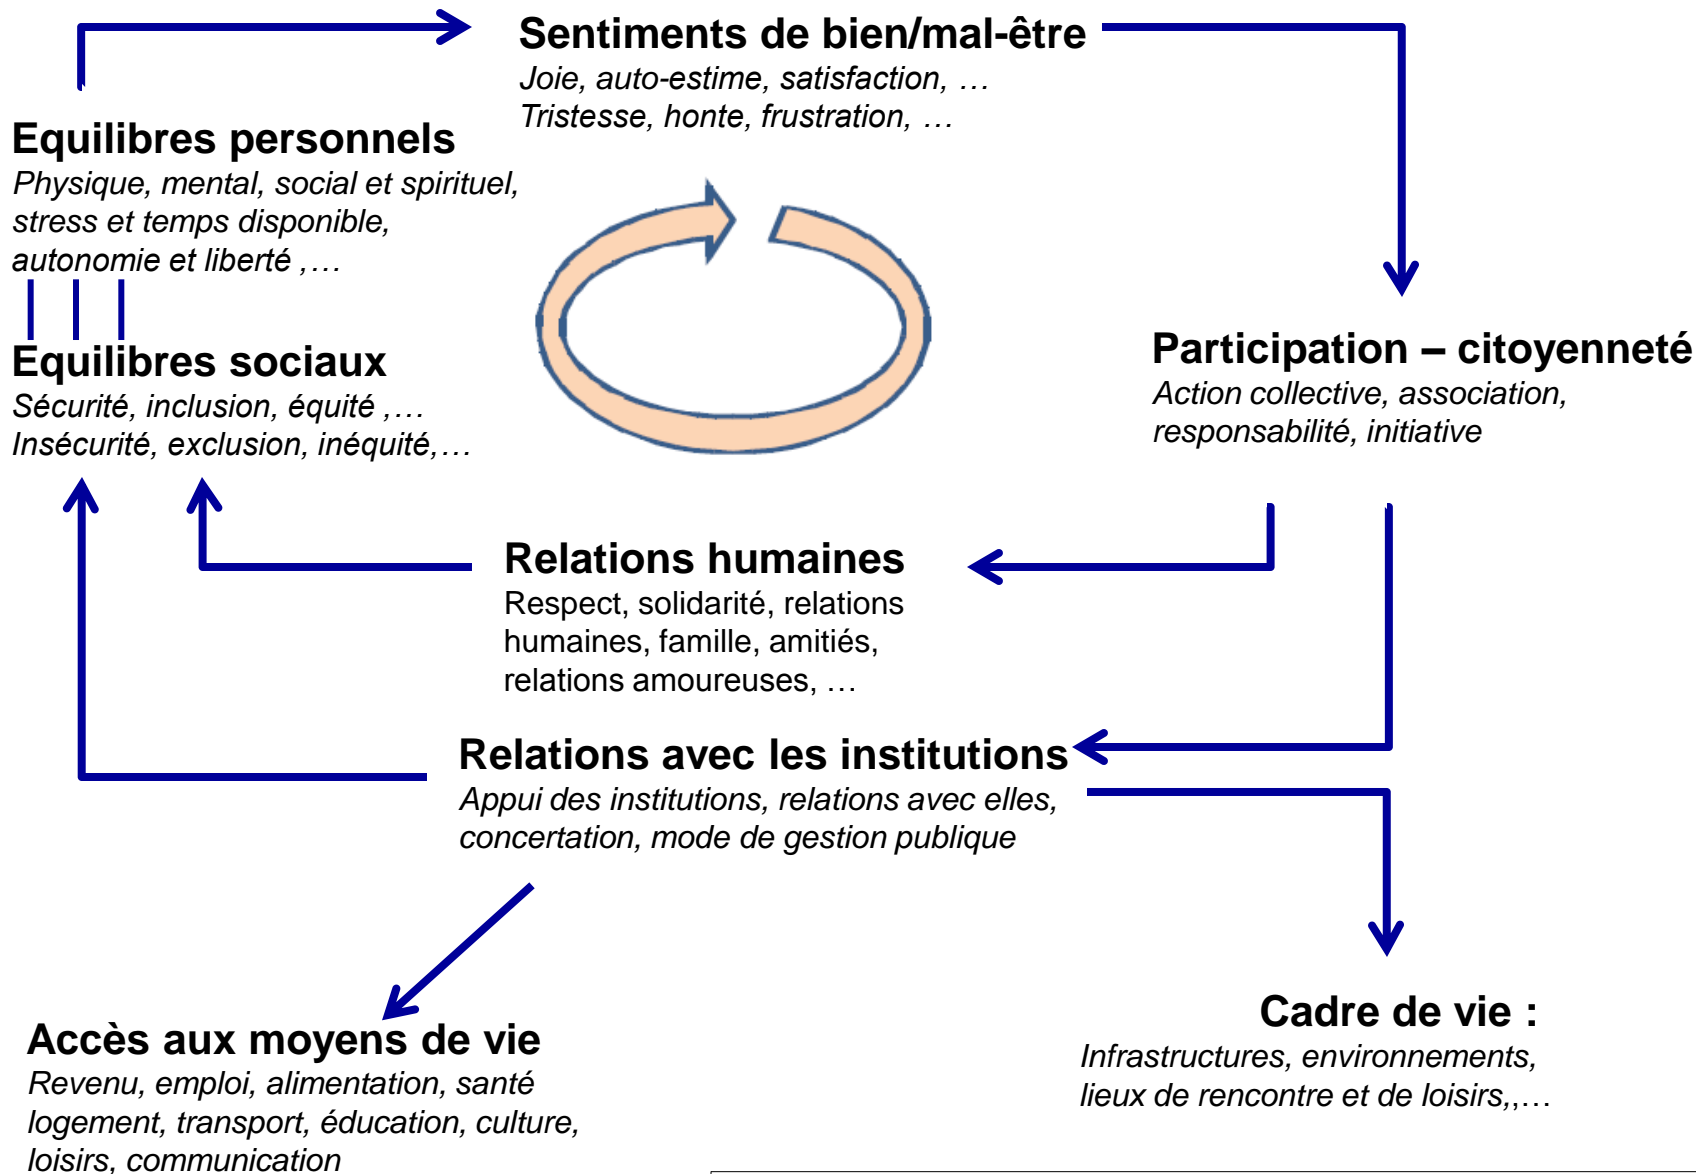 Sentiments de bien/mal-être
Joie, auto-estime, satisfaction, …
Tristesse, honte, frustration, …
Equilibres personnels
Physique, mental, social et spirituel,
stress et temps disponible,
autonomie et liberté ,…
Equilibres sociaux
Sécurité, inclusion, équité ,…
Insécurité, exclusion, inéquité,…
Participation – citoyenneté
Action collective, association,
responsabilité, initiative
Relations humaines
Respect, solidarité, relations
humaines, famille, amitiés,
relations amoureuses, …
Relations avec les institutions
Appui des institutions, relations avec elles,
concertation, mode de gestion publique
Accès aux moyens de vie
Revenu, emploi, alimentation, santé
logement, transport, éducation, culture,
loisirs, communication
Cadre de vie :
Infrastructures, environnements,
lieux de rencontre et de loisirs,,…